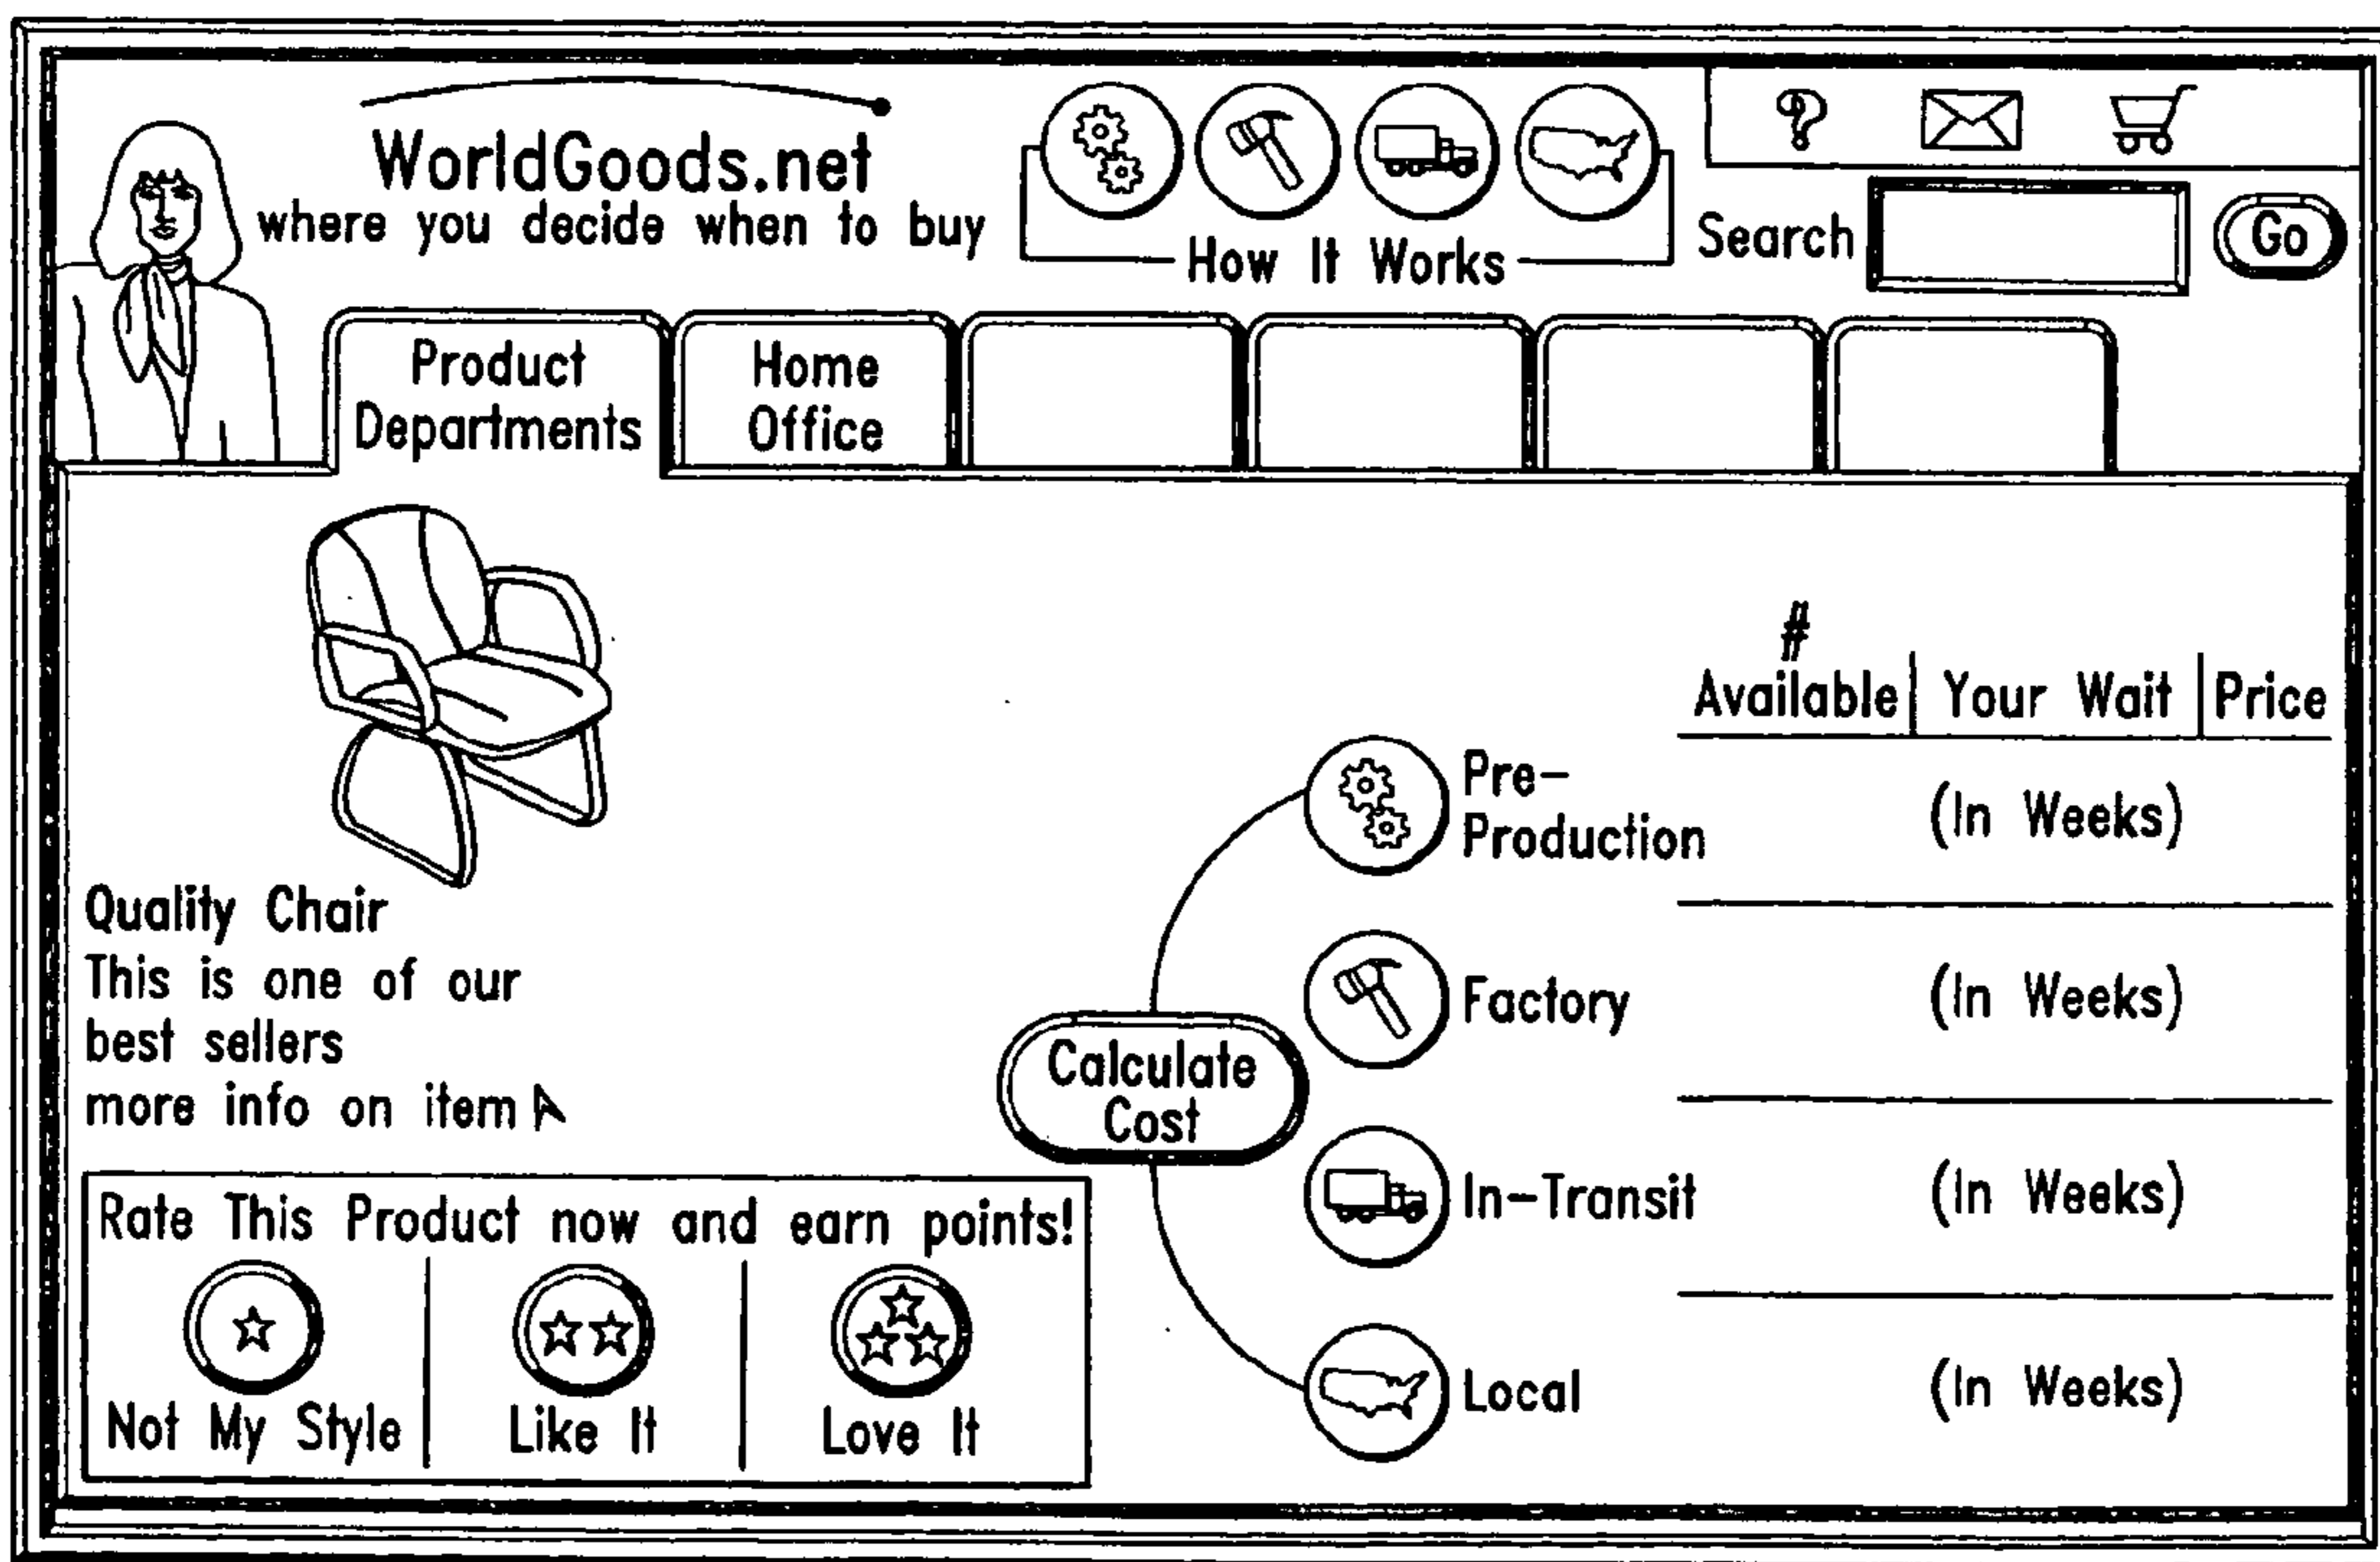 WorldGoods.net
where you decide when to buy
How It Works
?
Search
Go
Product
Departments
Home
Office
#
Available
Your Wait
Price
Pre-
Production
(In Weeks)
Quality Chair
This is one of our
best sellers
more info on item
Factory
(In Weeks)
Calculate
Cost
In-Transit
(In Weeks)
Rate This Product now and earn points!
Not My Style
Like It
Love It
Local
(In Weeks)